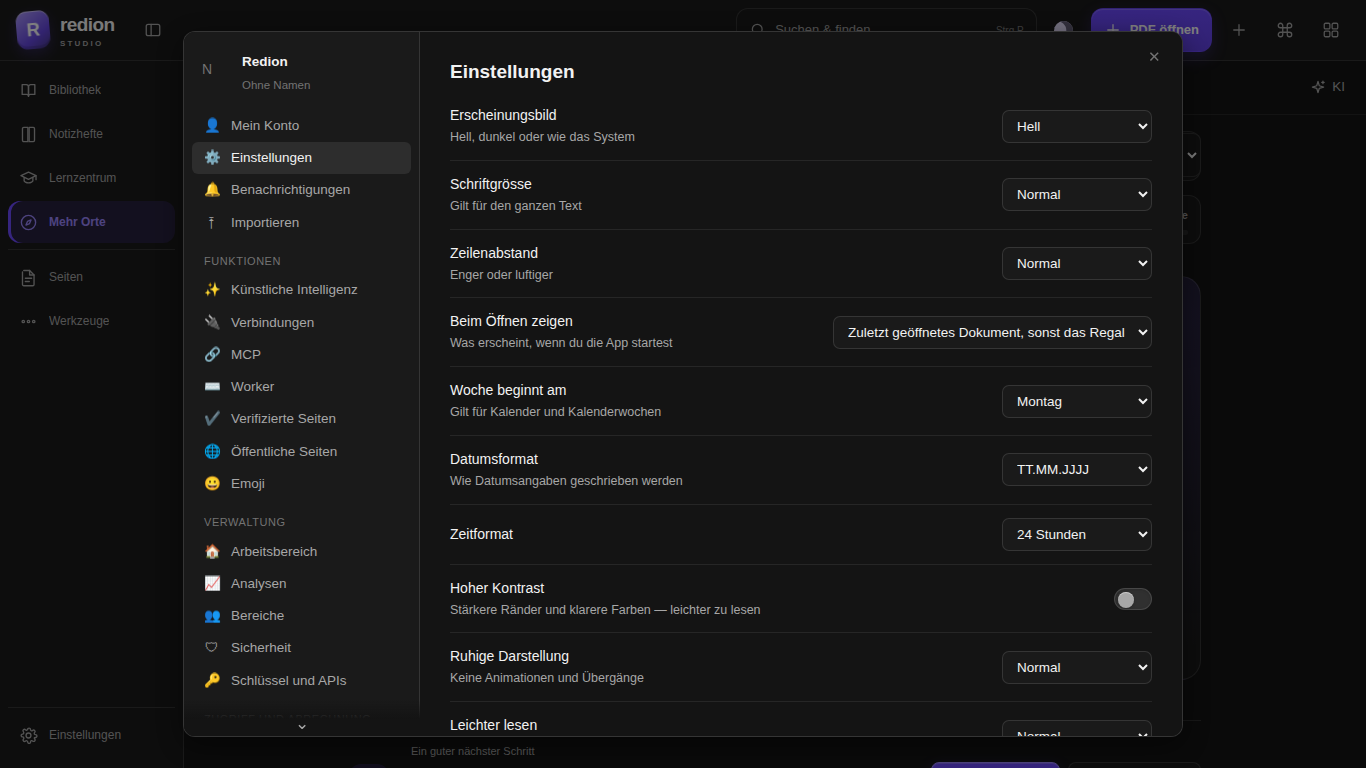 R
redion
STUDIO
Suchen & finden
Strg P
PDF öffnen
Bibliothek
Notizhefte
Lernzentrum
Mehr Orte
Seiten
Werkzeuge
Einstellungen
KI
N
Redion
Ohne Namen
Mein Konto
Einstellungen
Benachrichtigungen
Importieren
FUNKTIONEN
Künstliche Intelligenz
Verbindungen
MCP
Worker
Verifizierte Seiten
Öffentliche Seiten
Emoji
VERWALTUNG
Arbeitsbereich
Analysen
Bereiche
Sicherheit
Schlüssel und APIs
Einstellungen
Erscheinungsbild
Hell, dunkel oder wie das System
Hell
Schriftgrösse
Gilt für den ganzen Text
Normal
Zeilenabstand
Enger oder luftiger
Normal
Beim Öffnen zeigen
Was erscheint, wenn du die App startest
Zuletzt geöffnetes Dokument, sonst das Regal
Woche beginnt am
Gilt für Kalender und Kalenderwochen
Montag
Datumsformat
Wie Datumsangaben geschrieben werden
TT.MM.JJJJ
Zeitformat
24 Stunden
Hoher Kontrast
Stärkere Ränder und klarere Farben — leichter zu lesen
Ruhige Darstellung
Keine Animationen und Übergänge
Normal
Leichter lesen
Normal
Ein guter nächster Schritt